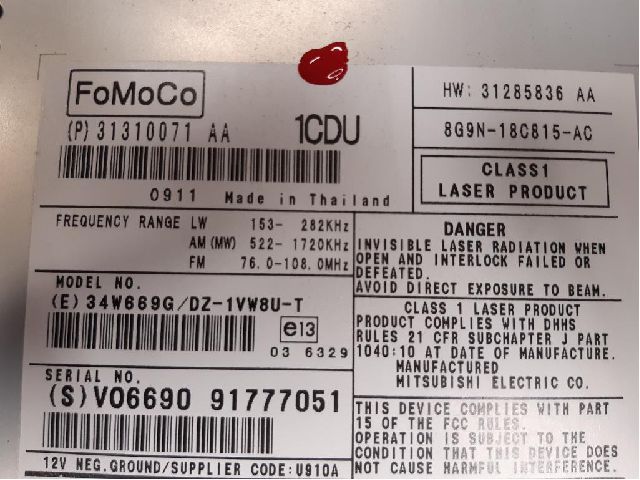 FoMoCo
(P) 31310071 AA 1CDU
0911 Made in Thailand
HW: 31285836 AA
8G9N-18C815-AC
CLASS1
LASER PRODUCT
FREQUENCY RANGE LW 153- 282KHz
AM (MW) 522- 1720KHz
FM 76.0-108.0MHz
MODEL NO.
(E) 34W669G/DZ-1VW8U-T
e13
03 6329
SERIAL NO.
(S) V06690 91777051
12V NEG.GROUND/SUPPLIER CODE:U910A
DANGER
INVISIBLE LASER RADIATION WHEN
OPEN AND INTERLOCK FAILED OR
DEFEATED.
AVOID DIRECT EXPOSURE TO BEAM.
CLASS 1 LASER PRODUCT
PRODUCT COMPLIES WITH DHHS
RULES 21 CFR SUBCHAPTER J PART
1040:10 AT DATE OF MANUFACTURE.
MANUFACTURED
MITSUBISHI ELECTRIC CO.
THIS DEVICE COMPLIES WITH PART
15 OF THE FCC RULES.
OPERATION IS SUBJECT TO THE
CONDITION THAT THIS DEVICE DOES
NOT CAUSE HARMFUL INTERFERENCE.